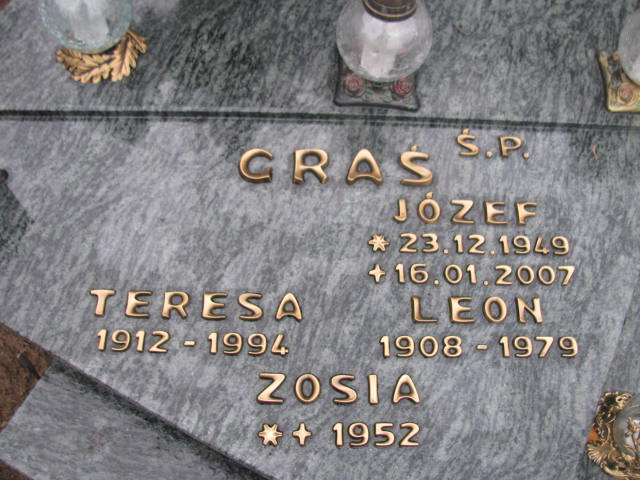 Ś.P.
GRAŚ
JÓZEF
* 23.12.1949
+ 16.01.2007
TERESA
1912 - 1994
LEON
1908 - 1979
ZOSIA
* + 1952